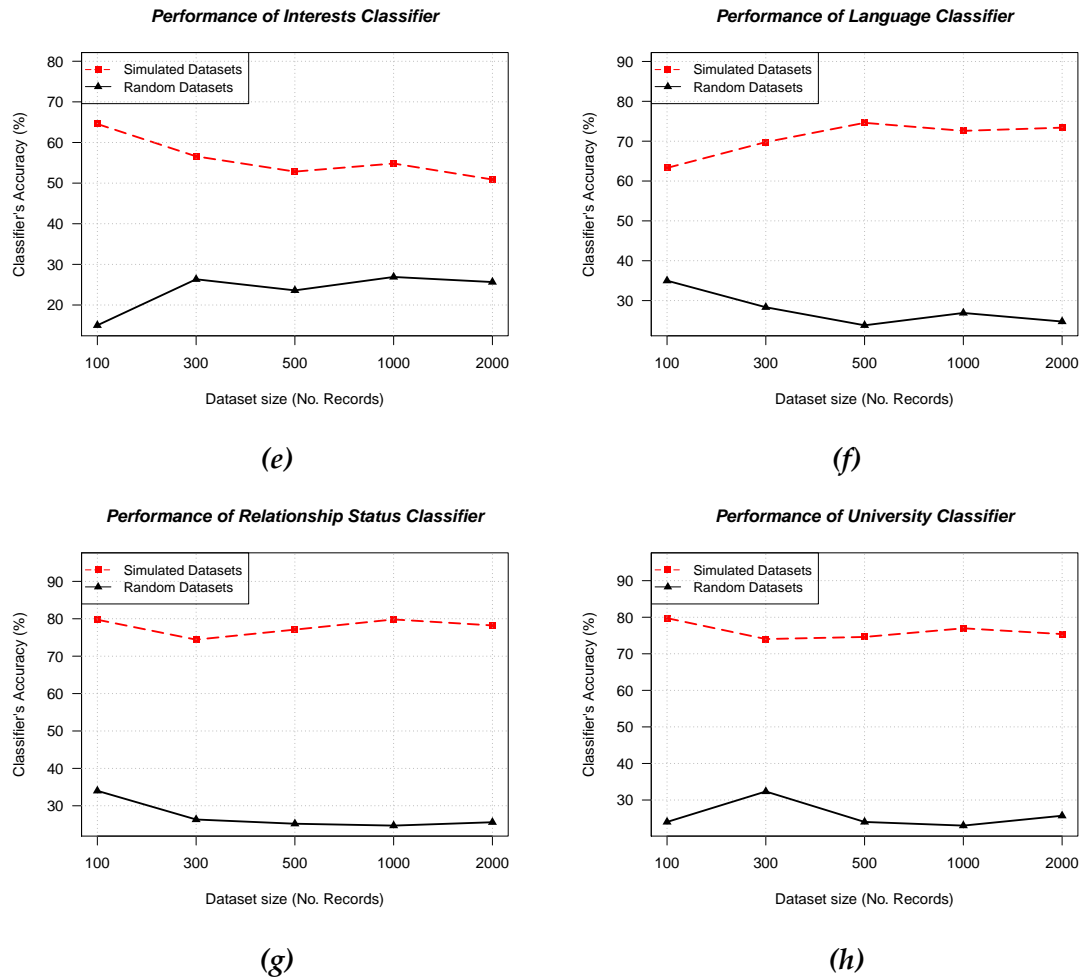 Performance of Interests Classifier
Simulated Datasets
Random Datasets
80
70
60
50
40
30
20
Classifier's Accuracy (%)
100 300 500 1000 2000
Dataset size (No. Records)
(e)
Performance of Language Classifier
Simulated Datasets
Random Datasets
90
80
70
60
50
40
30
Classifier's Accuracy (%)
100 300 500 1000 2000
Dataset size (No. Records)
(f)
Performance of Relationship Status Classifier
Simulated Datasets
Random Datasets
90
80
70
60
50
40
30
Classifier's Accuracy (%)
100 300 500 1000 2000
Dataset size (No. Records)
(g)
Performance of University Classifier
Simulated Datasets
Random Datasets
90
80
70
60
50
40
30
Classifier's Accuracy (%)
100 300 500 1000 2000
Dataset size (No. Records)
(h)